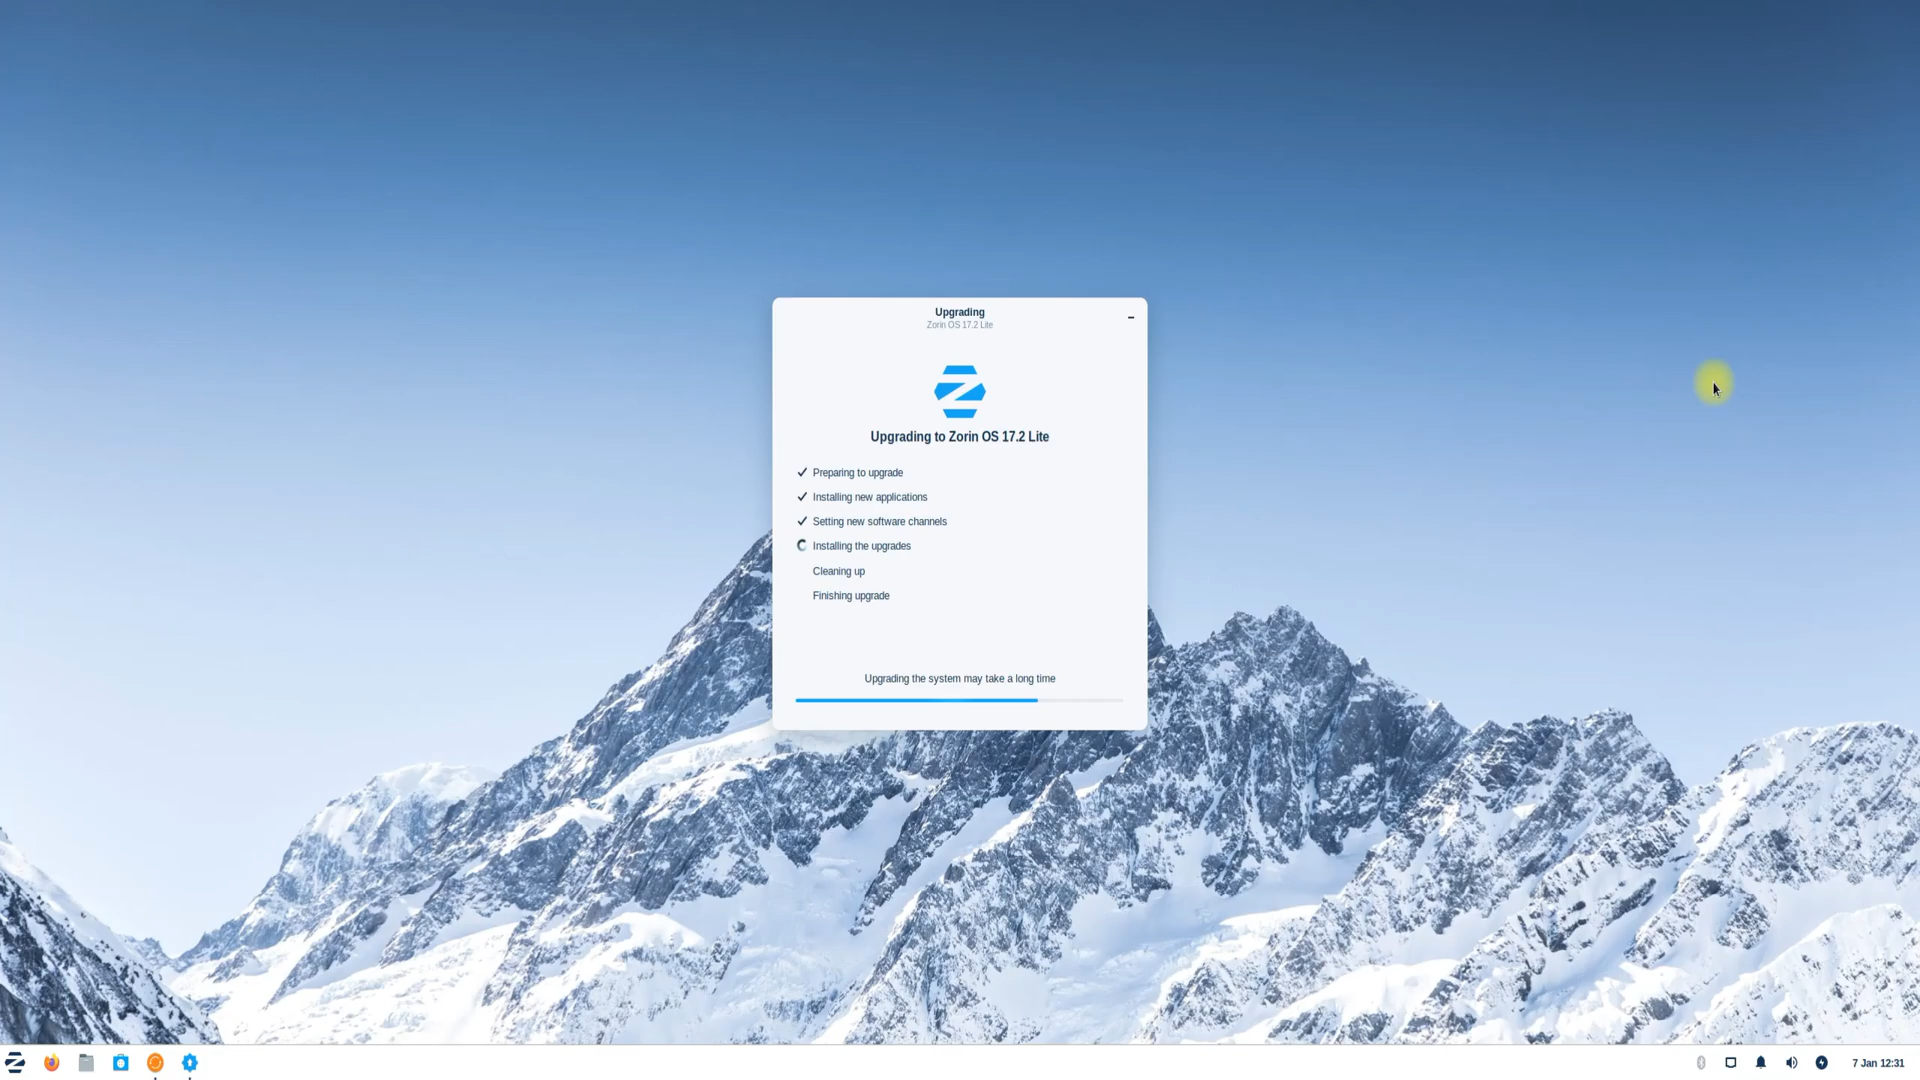 Upgrading
Zorin OS 17.2 Lite
Upgrading to Zorin OS 17.2 Lite
Preparing to upgrade
Installing new applications
Setting new software channels
Installing the upgrades
Cleaning up
Finishing upgrade
Upgrading the system may take a long time
7 Jan 12:31